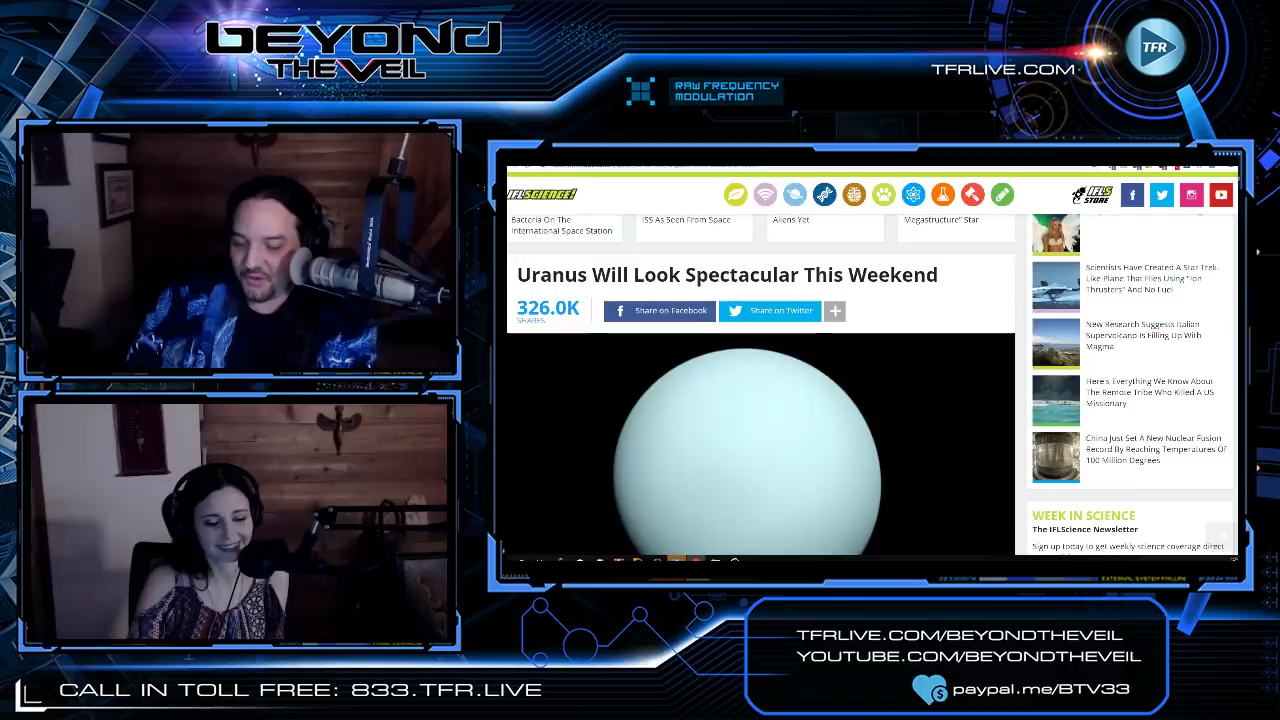 BEYOND
THE VEIL
TFRLIVE.COM
TFR
RAW FREQUENCY
MODULATION
IFLSCIENCE!
IFLS
STORE
Bacteria On The
International Space Station
ISS As Seen From Space
Aliens Yet
Megastructure" Star
Uranus Will Look Spectacular This Weekend
326.0K
SHARES
Share on Facebook
Share on Twitter
Scientists Have Created A Star Trek-
Like Plane That Flies Using "Ion
Thrusters" And No Fuel
New Research Suggests Italian
Supervolcano Is Filling Up With
Magma
Here's Everything We Know About
The Remote Tribe Who Killed A US
Missionary
China Just Set A New Nuclear Fusion
Record By Reaching Temperatures Of
100 Million Degrees
WEEK IN SCIENCE
The IFLScience Newsletter
Sign up today to get weekly science coverage direct
TFRLIVE.COM/BEYONDTHEVEIL
YOUTUBE.COM/BEYONDTHEVEIL
paypal.me/BTV33
CALL IN TOLL FREE: 833.TFR.LIVE